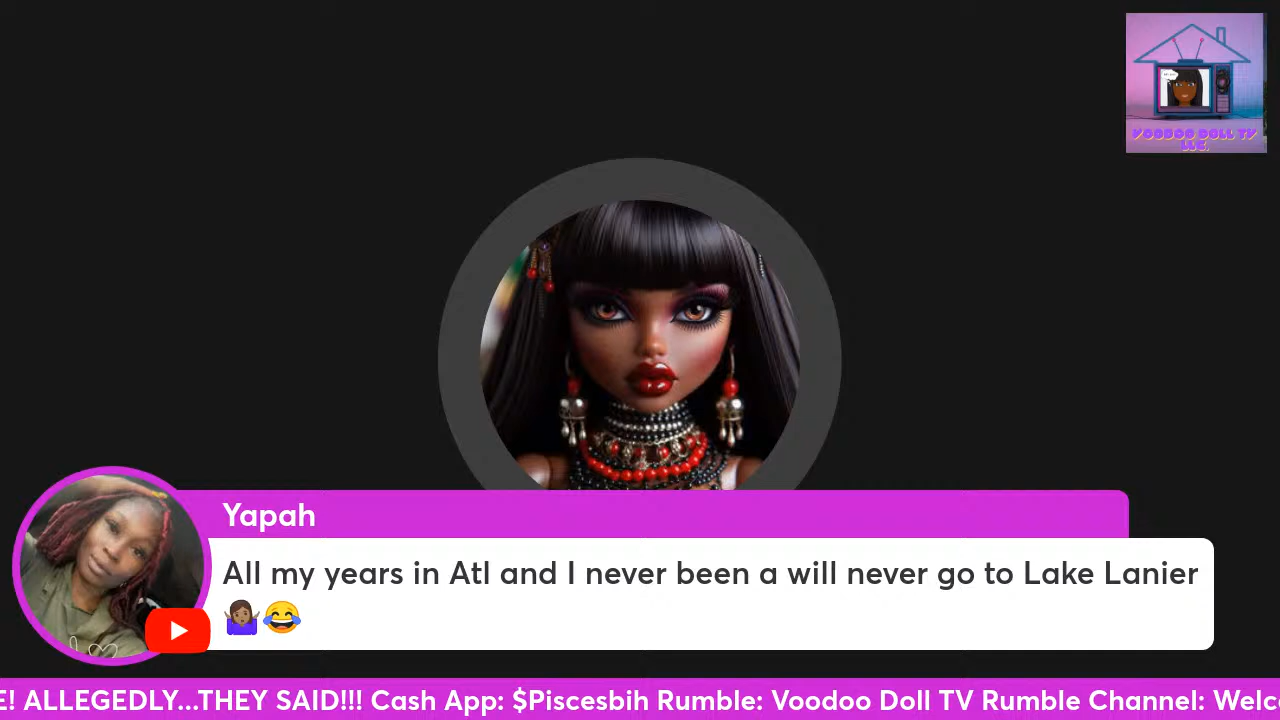 VOODOO DOLL TV
LLC.
Yapah
All my years in Atl and I never been a will never go to Lake Lanier
🤷🏽‍♀️😂
E! ALLEGEDLY...THEY SAID!!! Cash App: $Piscesbih Rumble: Voodoo Doll TV Rumble Channel: Welc